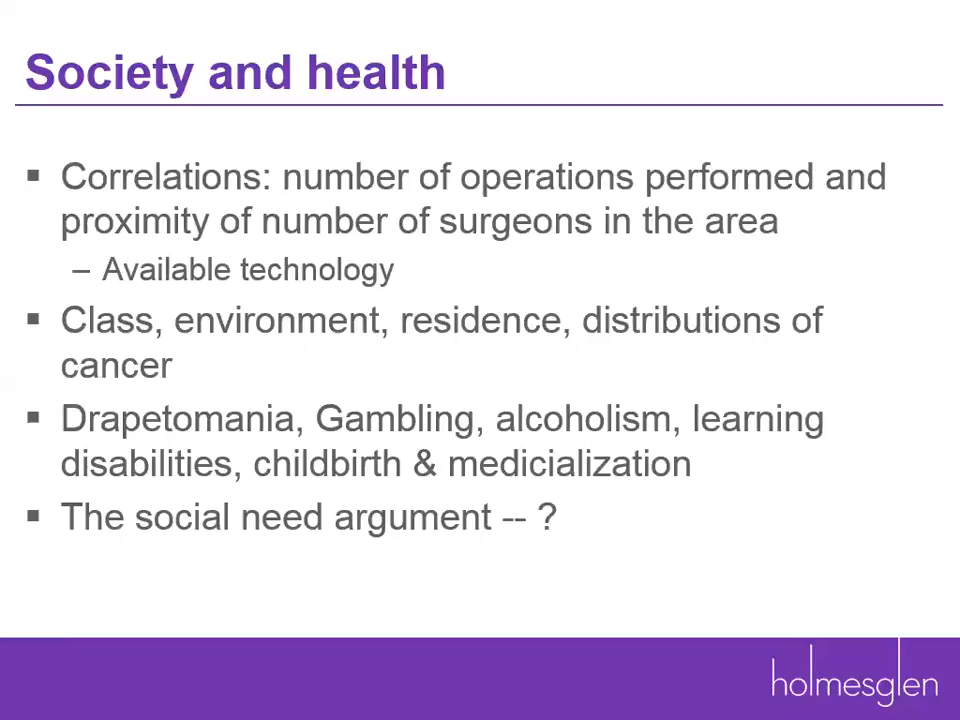 Society and health
▪ Correlations: number of operations performed and
proximity of number of surgeons in the area
– Available technology
▪ Class, environment, residence, distributions of
cancer
▪ Drapetomania, Gambling, alcoholism, learning
disabilities, childbirth & medicialization
▪ The social need argument -- ?
holmesglen